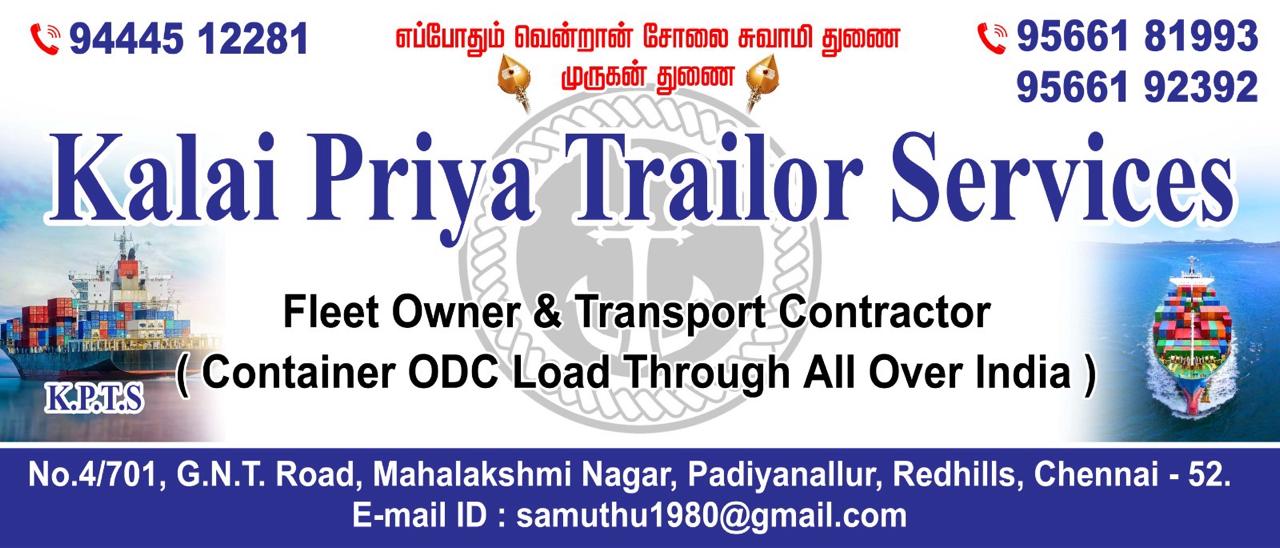 94445 12281
எப்போதும் வென்றான் சோலை சுவாமி துணை
முருகன் துணை
95661 81993
95661 92392
Kalai Priya Trailor Services
Fleet Owner & Transport Contractor
( Container ODC Load Through All Over India )
K.P.T.S
No.4/701, G.N.T. Road, Mahalakshmi Nagar, Padiyanallur, Redhills, Chennai - 52.
E-mail ID : samuthu1980@gmail.com